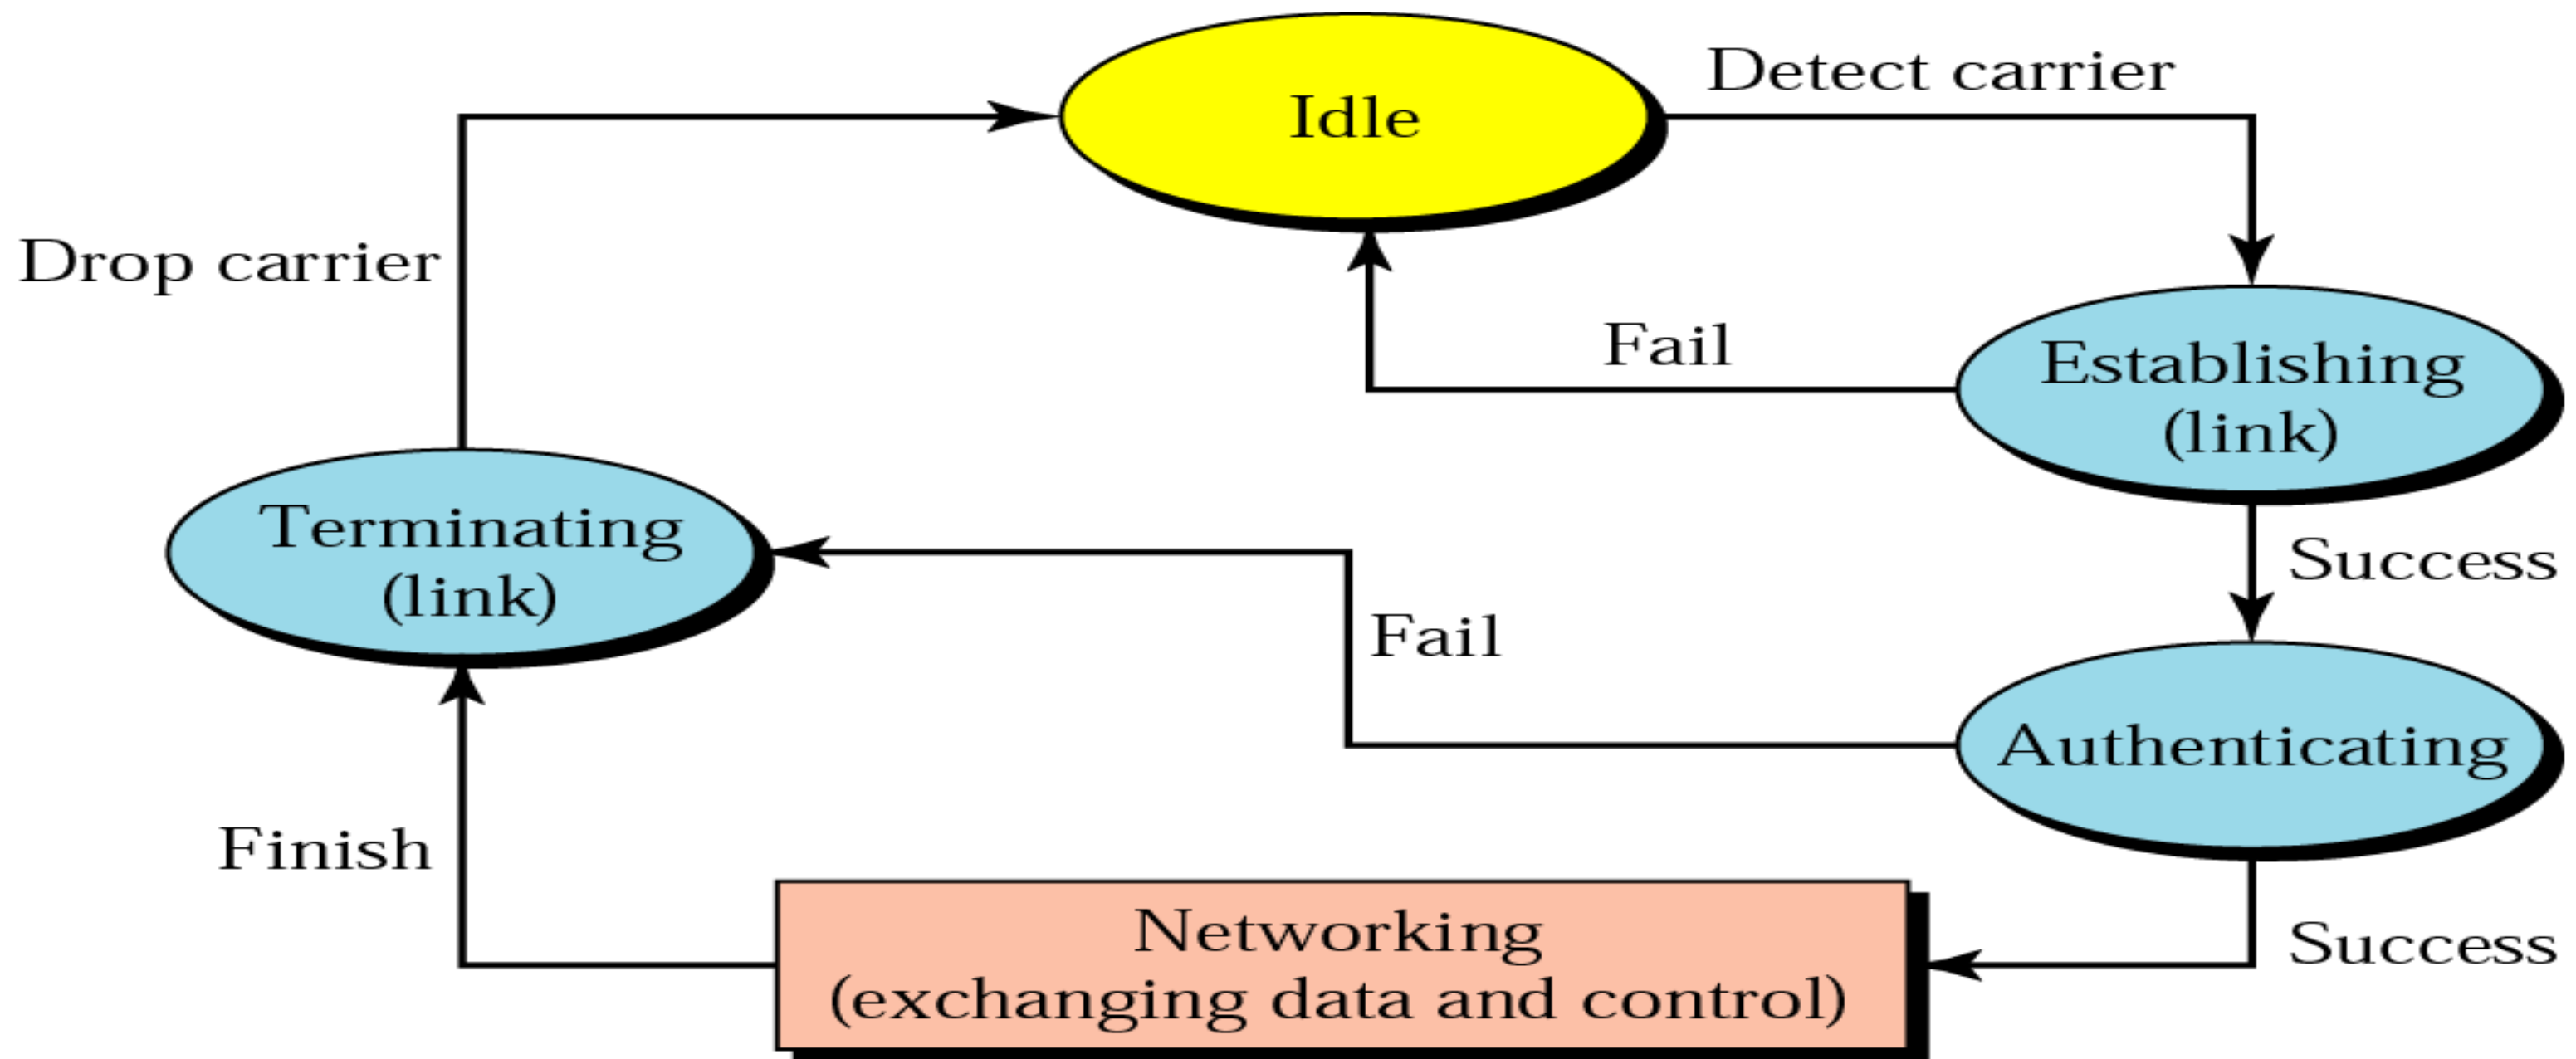 Idle
Detect carrier
Drop carrier
Fail
Establishing
(link)
Terminating
(link)
Success
Fail
Authenticating
Finish
Networking
(exchanging data and control)
Success